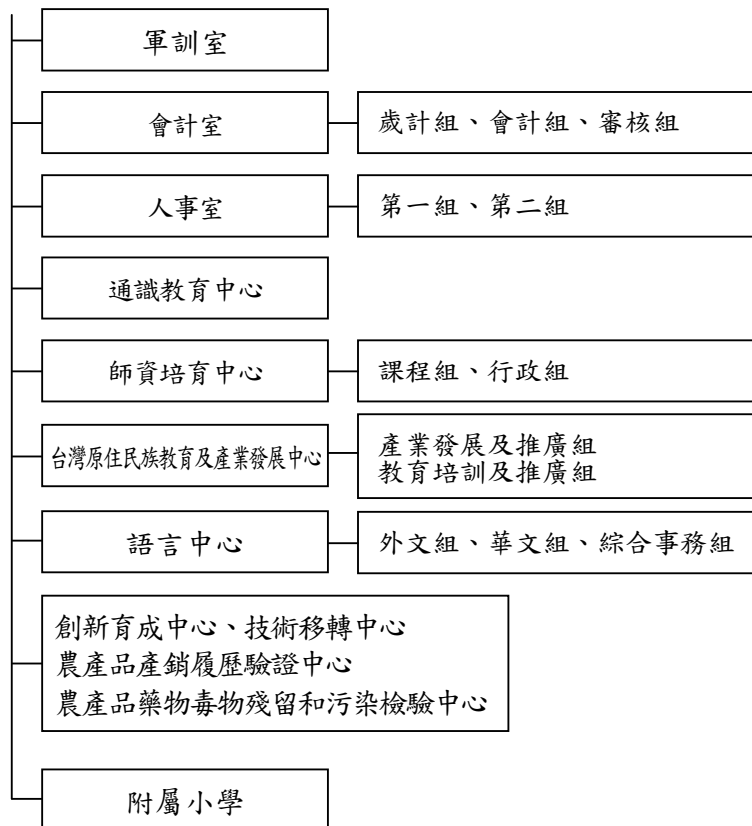 軍訓室
會計室
歲計組、會計組、審核組
人事室
第一組、第二組
通識教育中心
師資培育中心
課程組、行政組
台灣原住民族教育及產業發展中心
產業發展及推廣組
教育培訓及推廣組
語言中心
外文組、華文組、綜合事務組
創新育成中心、技術移轉中心
農產品產銷履歷驗證中心
農產品藥物毒物殘留和污染檢驗中心
附屬小學